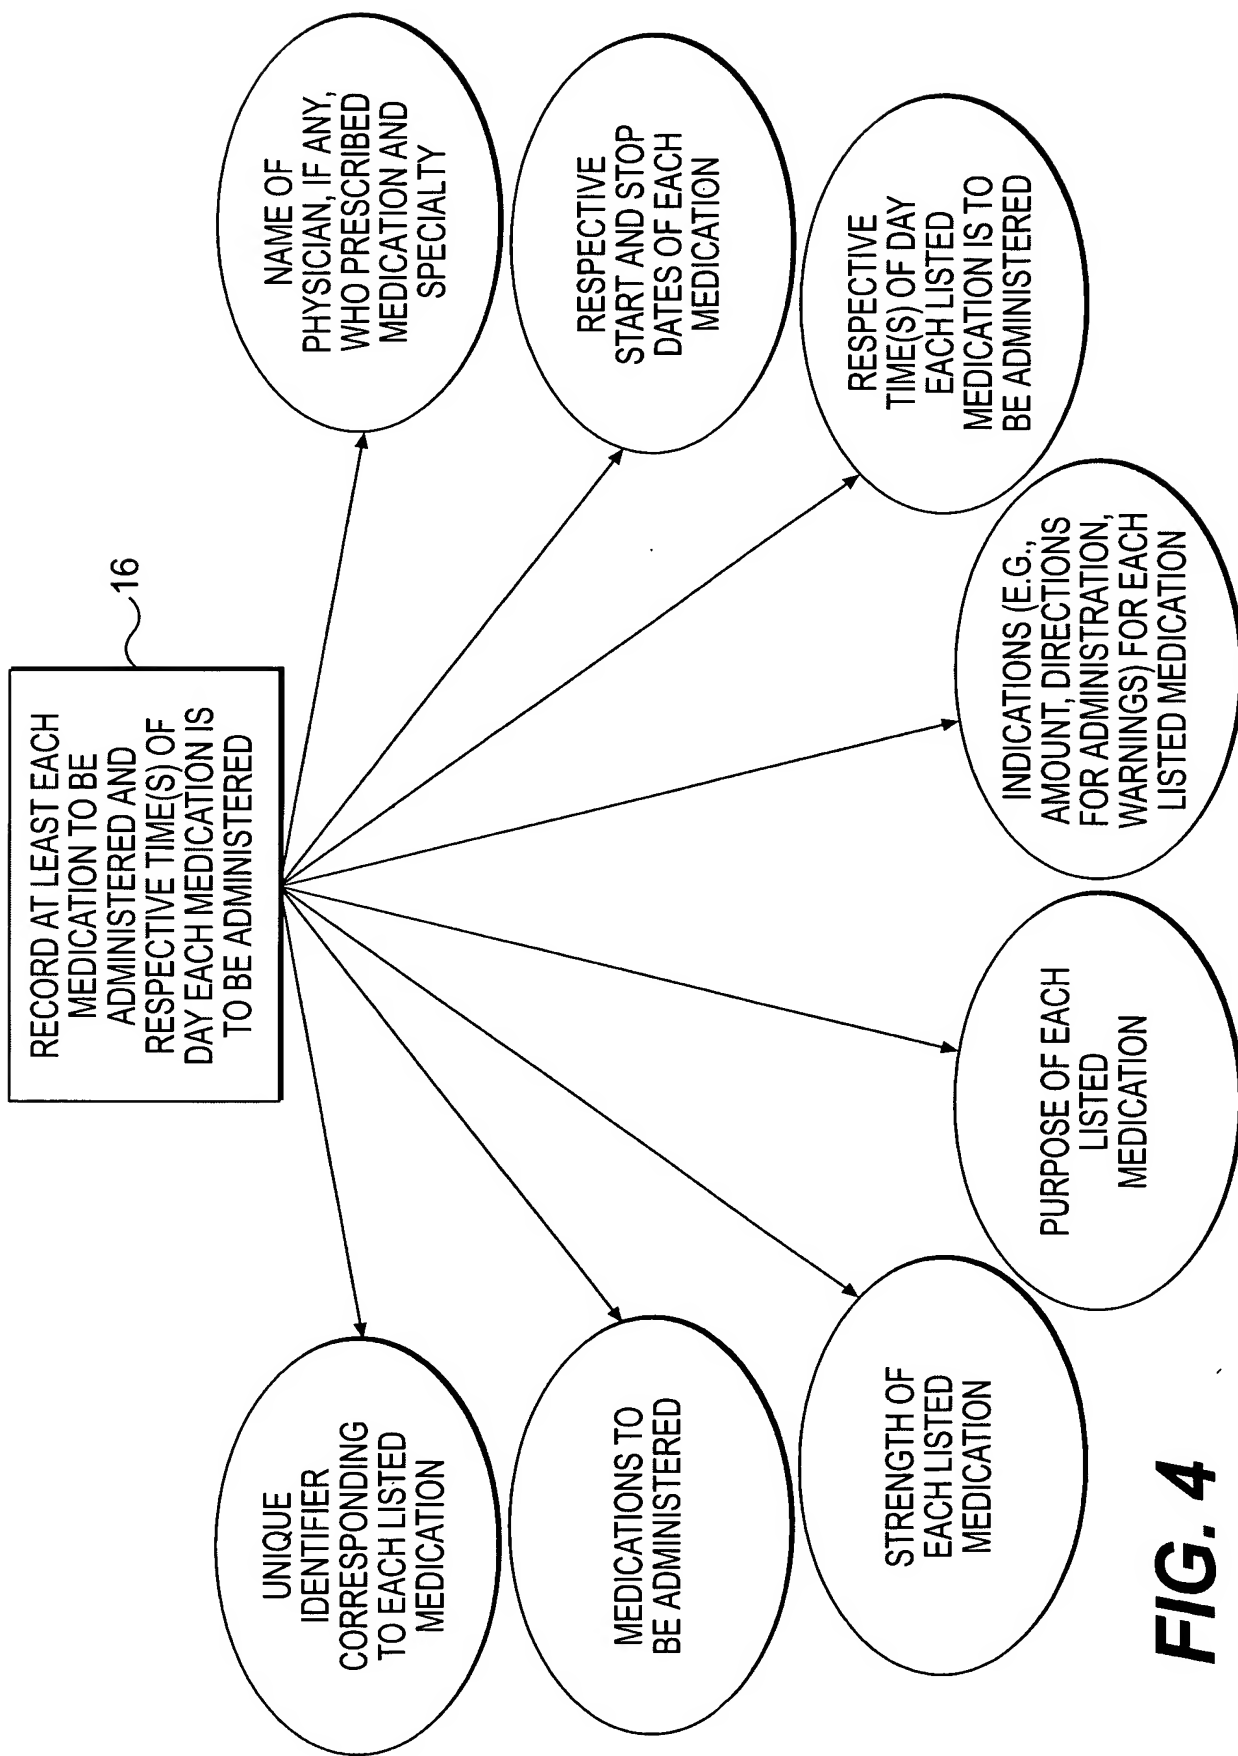 RECORD AT LEAST EACH
MEDICATION TO BE
ADMINISTERED AND
RESPECTIVE TIME(S) OF
DAY EACH MEDICATION IS
TO BE ADMINISTERED
16
UNIQUE
IDENTIFIER
CORRESPONDING
TO EACH LISTED
MEDICATION
MEDICATIONS TO
BE ADMINISTERED
STRENGTH OF
EACH LISTED
MEDICATION
PURPOSE OF EACH
LISTED
MEDICATION
INDICATIONS (E.G.,
AMOUNT, DIRECTIONS
FOR ADMINISTRATION,
WARNINGS) FOR EACH
LISTED MEDICATION
RESPECTIVE
TIME(S) OF DAY
EACH LISTED
MEDICATION IS TO
BE ADMINISTERED
RESPECTIVE
START AND STOP
DATES OF EACH
MEDICATION
NAME OF
PHYSICIAN, IF ANY,
WHO PRESCRIBED
MEDICATION AND
SPECIALTY
FIG. 4